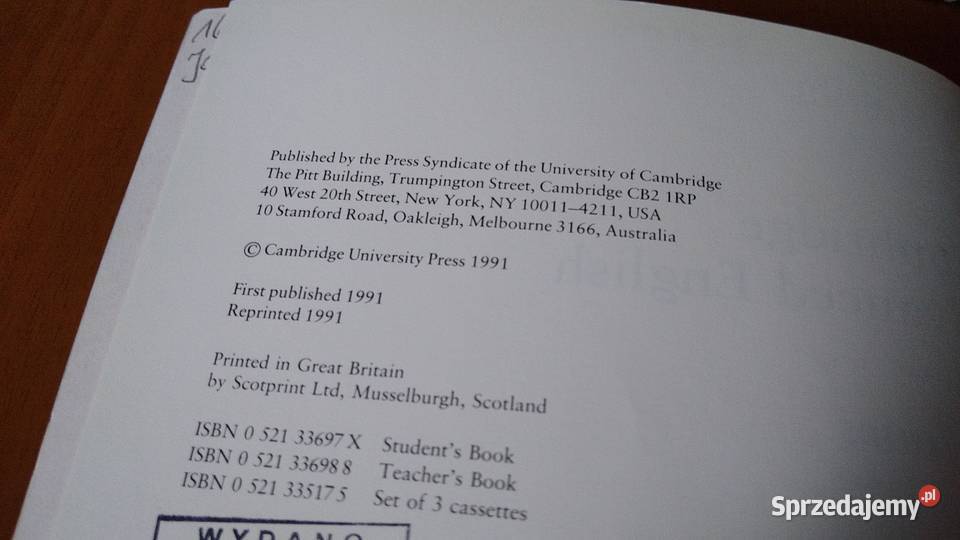 16
Published by the Press Syndicate of the University of Cambridge
The Pitt Building, Trumpington Street, Cambridge CB2 1RP
40 West 20th Street, New York, NY 10011–4211, USA
10 Stamford Road, Oakleigh, Melbourne 3166, Australia
© Cambridge University Press 1991
First published 1991
Reprinted 1991
Printed in Great Britain
by Scotprint Ltd, Musselburgh, Scotland
ISBN 0 521 33697 X Student's Book
ISBN 0 521 33698 8 Teacher's Book
ISBN 0 521 33517 5 Set of 3 cassettes
WYDANO
Sprzedajemy.pl